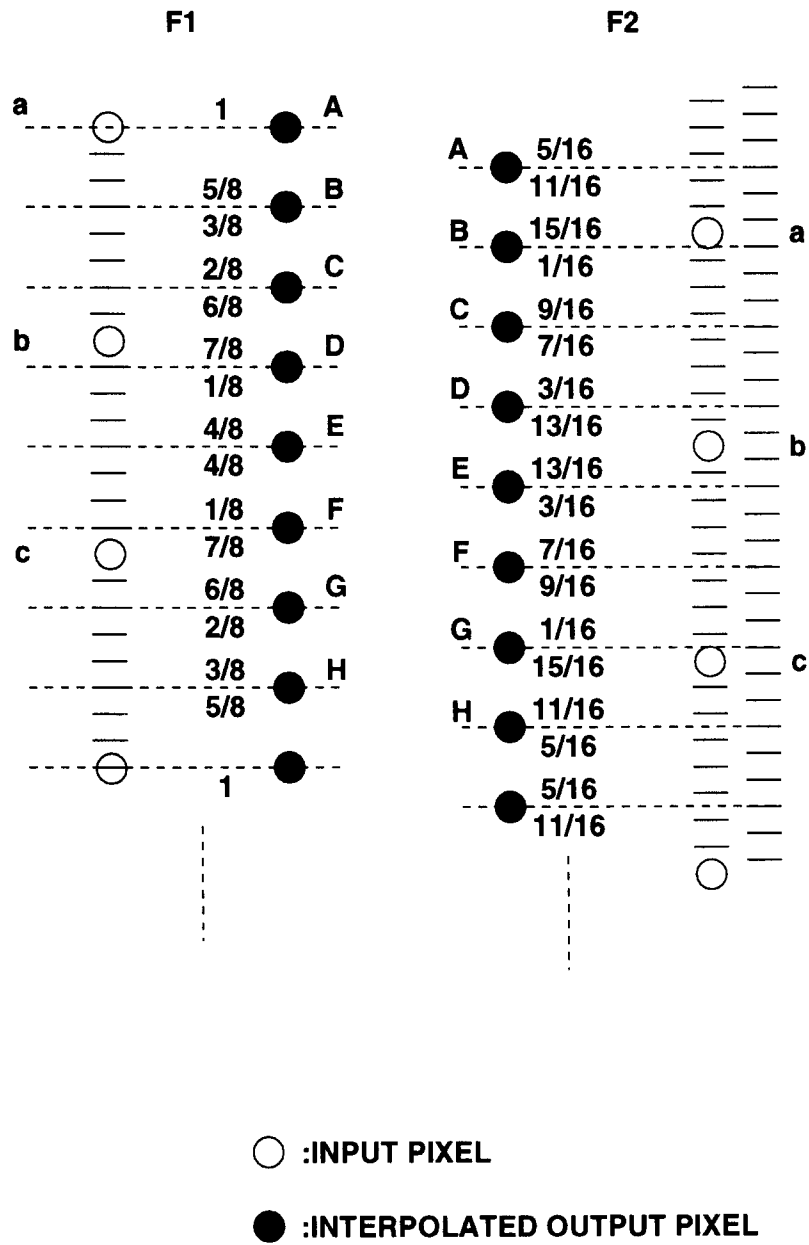 F1
a 1 A
5/8 B
3/8
2/8 C
6/8
b 7/8 D
1/8
4/8 E
4/8
1/8 F
c 7/8
6/8 G
2/8
3/8 H
5/8
1
F2
A 5/16
11/16
B 15/16 a
1/16
C 9/16
7/16
D 3/16
13/16 b
E 13/16
3/16
F 7/16
9/16
G 1/16
15/16 c
H 11/16
5/16
5/16
11/16
:INPUT PIXEL
:INTERPOLATED OUTPUT PIXEL